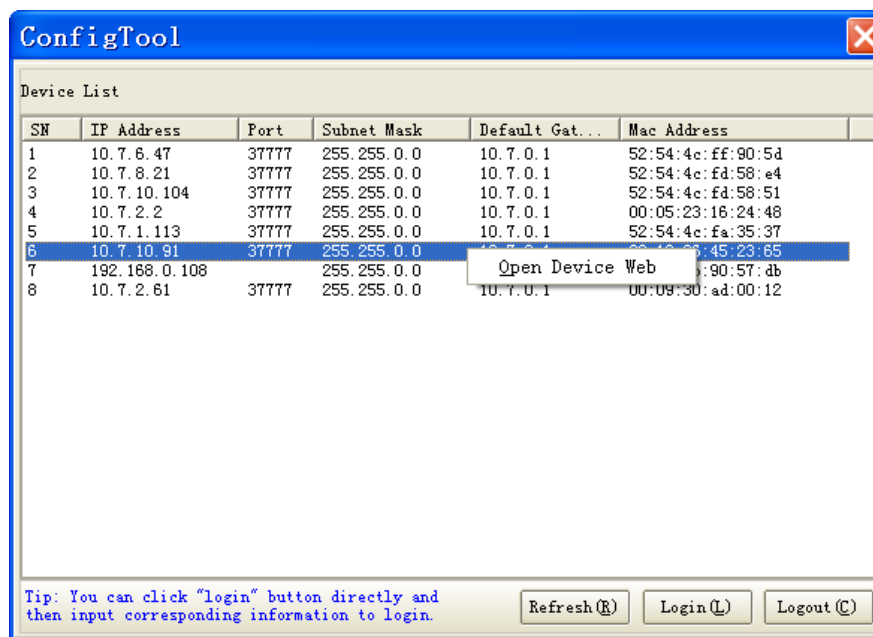 ConfigTool
Device List
SN IP Address Port Subnet Mask Default Gat... Mac Address
1 10.7.6.47 37777 255.255.0.0 10.7.0.1 52:54:4c:ff:90:5d
2 10.7.8.21 37777 255.255.0.0 10.7.0.1 52:54:4c:fd:58:e4
3 10.7.10.104 37777 255.255.0.0 10.7.0.1 52:54:4c:fd:58:51
4 10.7.2.2 37777 255.255.0.0 10.7.0.1 00:05:23:16:24:48
5 10.7.1.113 37777 255.255.0.0 10.7.0.1 52:54:4c:fa:35:37
6 10.7.10.91 37777 255.255.0.0 :45:23:65
Open Device Web
7 192.168.0.108 255.255.0.0 :90:57:db
8 10.7.2.61 37777 255.255.0.0 10.7.0.1 00:09:30:ad:00:12
Tip: You can click "login" button directly and
then input corresponding information to login.
Refresh(R) Login(L) Logout(C)